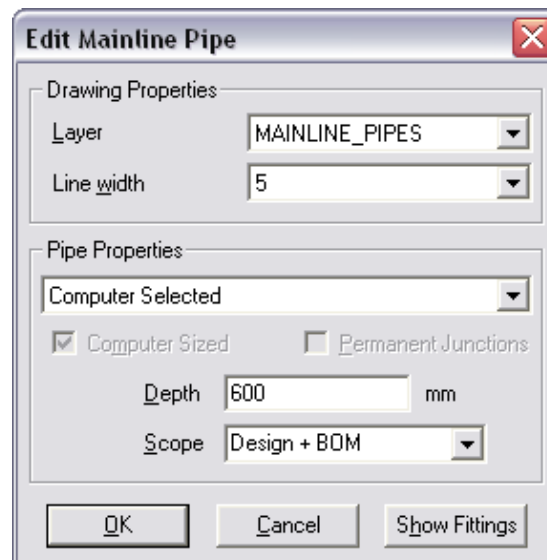 Edit Mainline Pipe
Drawing Properties
Layer MAINLINE_PIPES
Line width 5
Pipe Properties
Computer Selected
Computer Sized Permanent Junctions
Depth 600 mm
Scope Design + BOM
OK Cancel Show Fittings